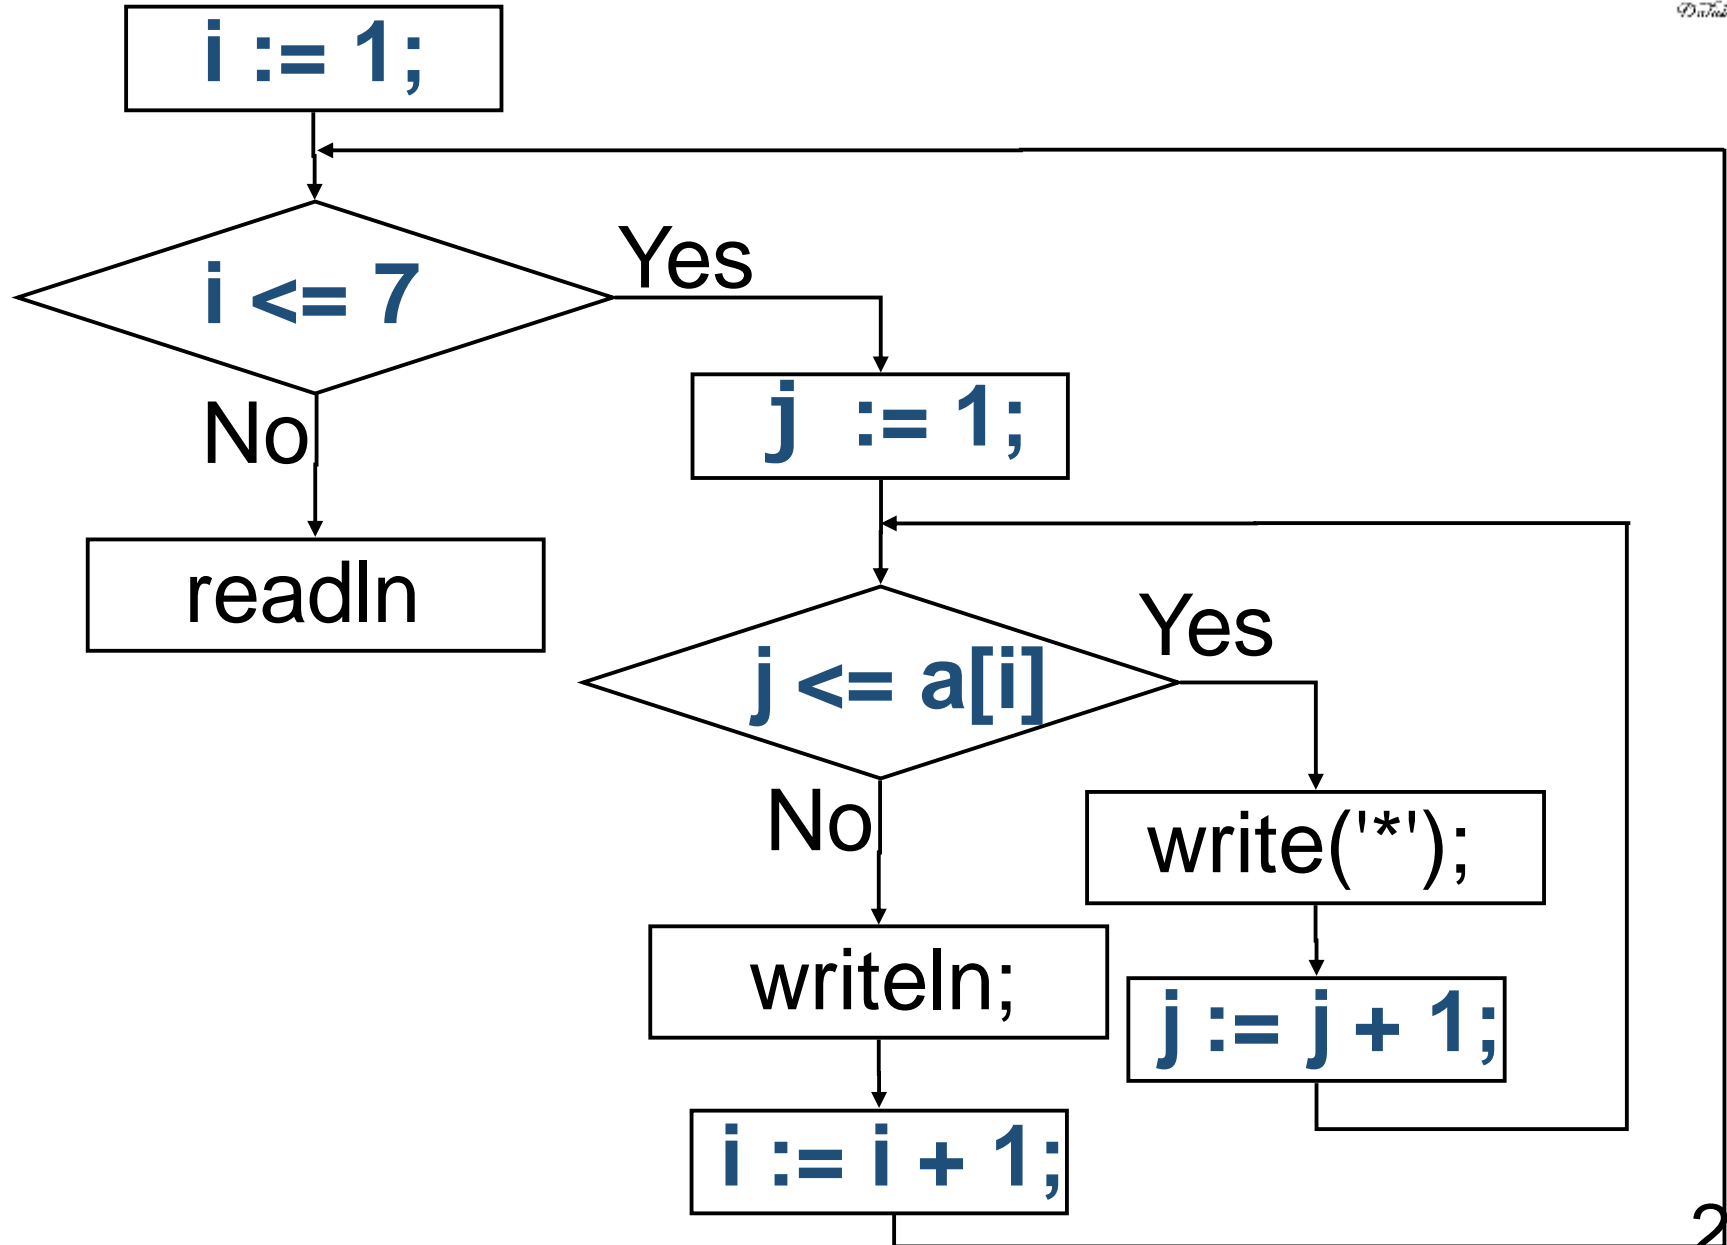 i := 1;
i <= 7
Yes
No
readln
j := 1;
j <= a[i]
Yes
No
write('*');
j := j + 1;
writeln;
i := i + 1;